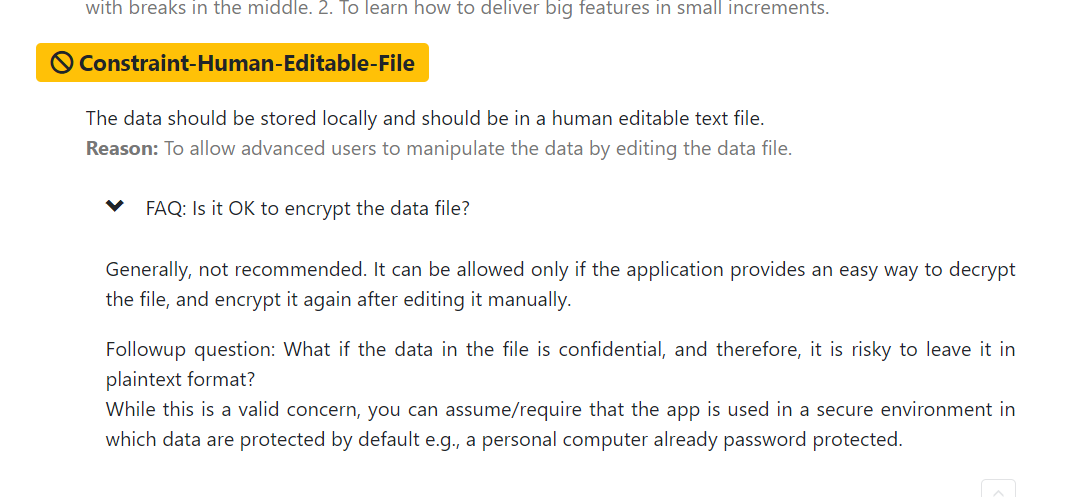 with breaks in the middle. 2. To learn how to deliver big features in small increments.
Constraint-Human-Editable-File
The data should be stored locally and should be in a human editable text file.
Reason: To allow advanced users to manipulate the data by editing the data file.
FAQ: Is it OK to encrypt the data file?
Generally, not recommended. It can be allowed only if the application provides an easy way to decrypt
the file, and encrypt it again after editing it manually.
Followup question: What if the data in the file is confidential, and therefore, it is risky to leave it in
plaintext format?
While this is a valid concern, you can assume/require that the app is used in a secure environment in
which data are protected by default e.g., a personal computer already password protected.